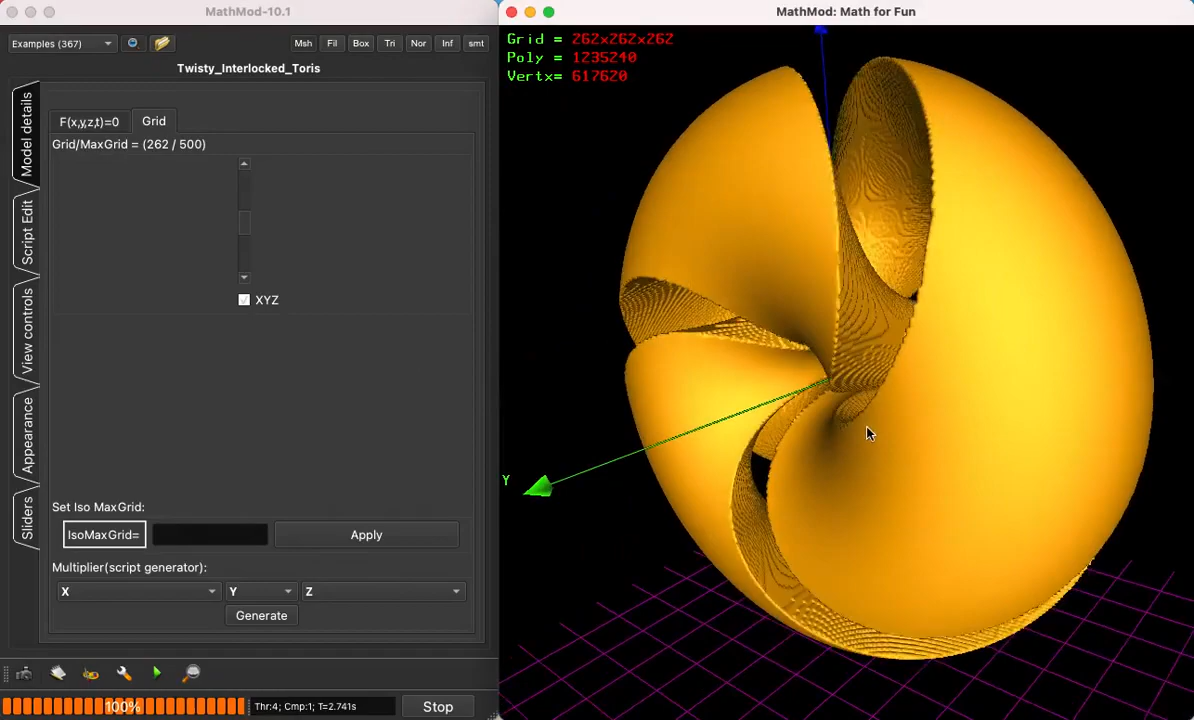 MathMod-10.1
Examples (367)
Msh Fil Box Tri Nor Inf smt
Twisty_Interlocked_Toris
Model details
Script Edit
View controls
Appearance
Sliders
F(x,y,z,t)=0 Grid
Grid/MaxGrid = (262 / 500)
XYZ
Set Iso MaxGrid:
IsoMaxGrid= Apply
Multiplier(script generator):
X Y Z
Generate
100% Thr:4; Cmp:1; T=2.741s Stop
MathMod: Math for Fun
Grid = 262x262x262
Poly = 1235240
Vertx= 617620
Y